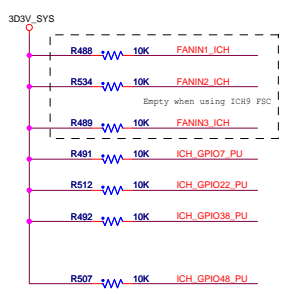 3D3V_SYS
R488 10K FANIN1_ICH
R534 10K FANIN2_ICH
Empty when using ICH9 FSC
R489 10K FANIN3_ICH
R491 10K ICH_GPIO7_PU
R512 10K ICH_GPIO22_PU
R492 10K ICH_GPIO38_PU
R507 10K ICH_GPIO48_PU